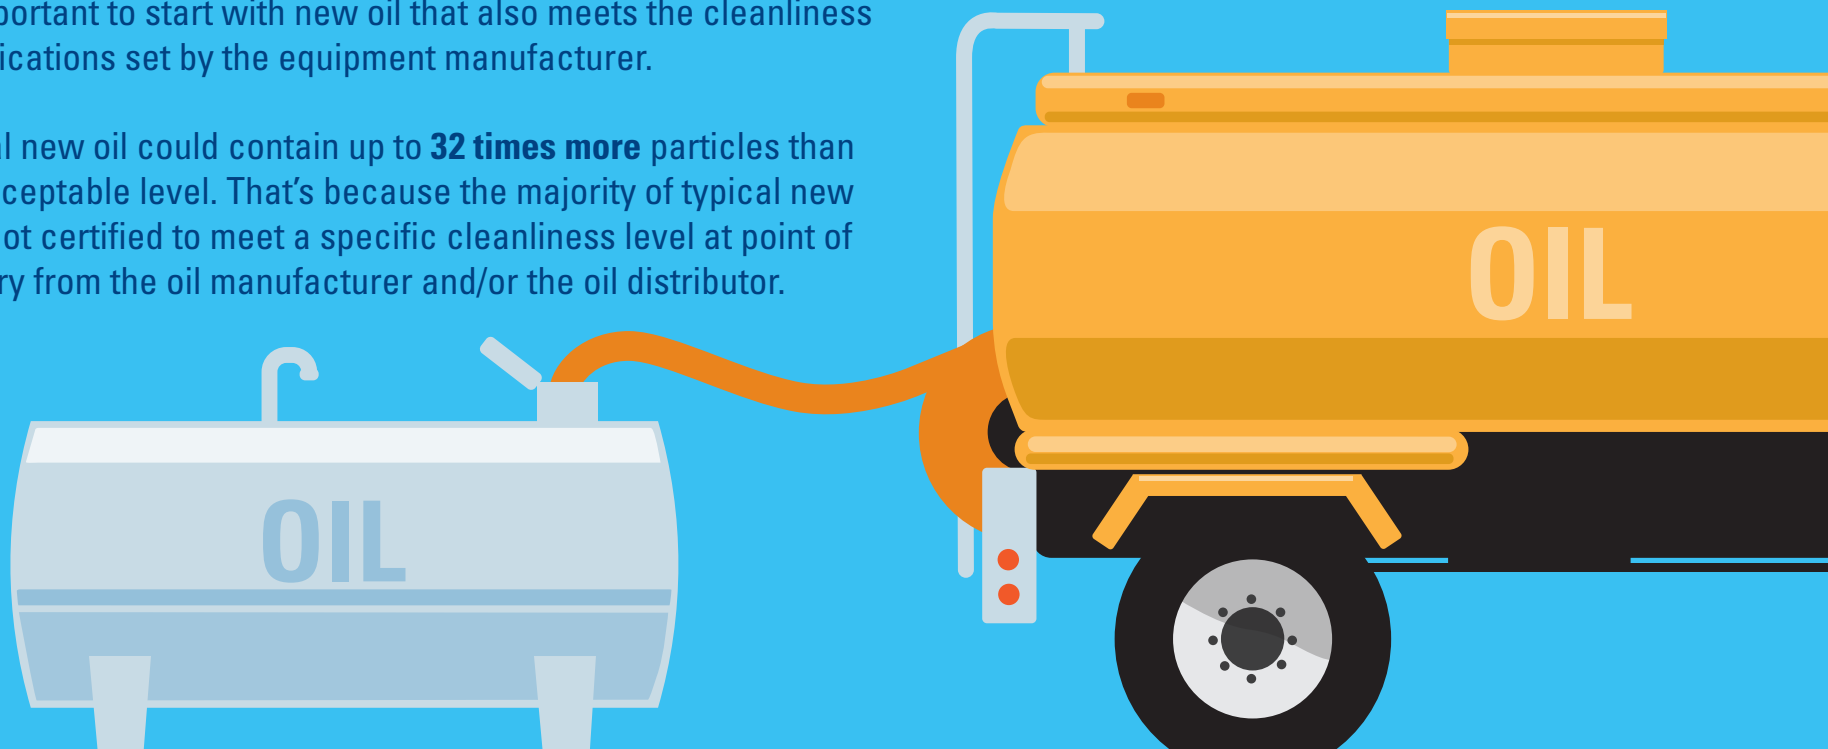 portant to start with new oil that also meets the cleanliness
ications set by the equipment manufacturer.
al new oil could contain up to 32 times more particles than
ceptable level. That’s because the majority of typical new
ot certified to meet a specific cleanliness level at point of
ry from the oil manufacturer and/or the oil distributor.
OIL
OIL